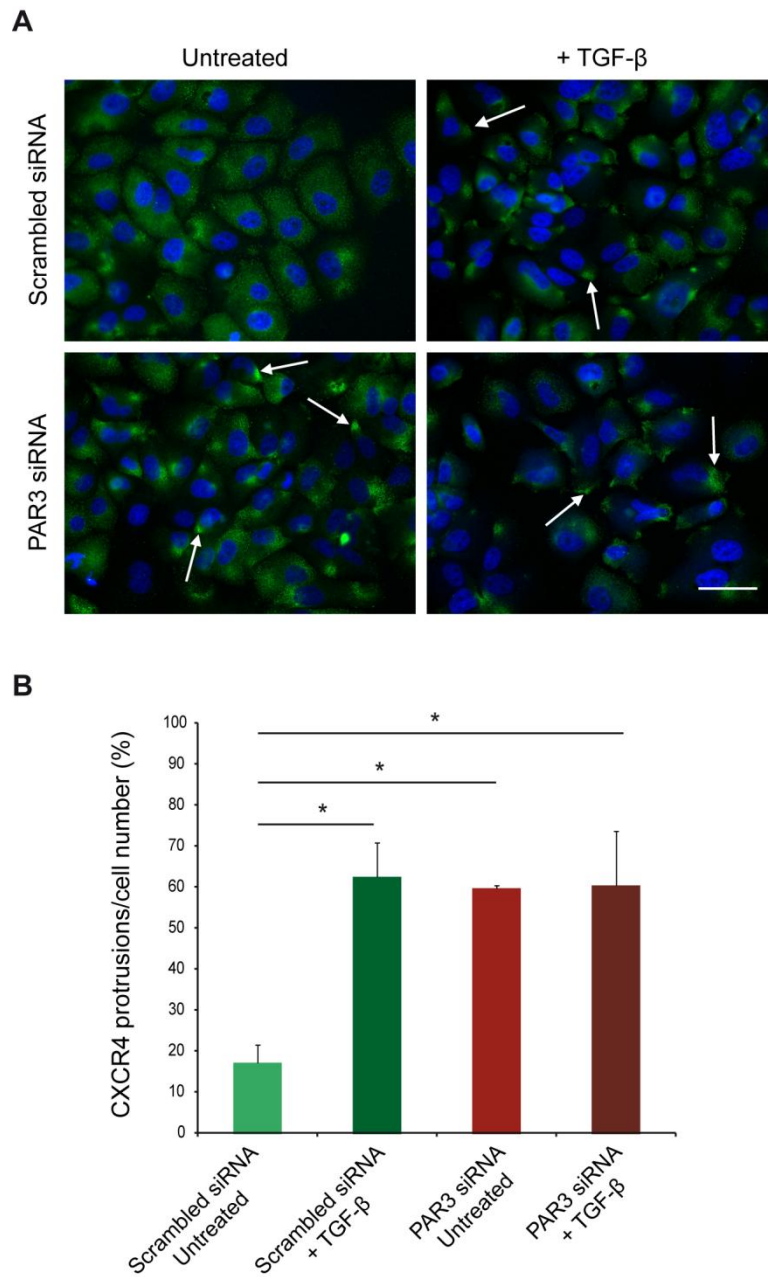 A
Untreated
+ TGF-β
Scrambled siRNA
PAR3 siRNA
B
CXCR4 protrusions/cell number (%)
100
90
80
70
60
50
40
30
20
10
0
*
*
*
Scrambled siRNA
Untreated
Scrambled siRNA
+ TGF-β
PAR3 siRNA
Untreated
PAR3 siRNA
+ TGF-β